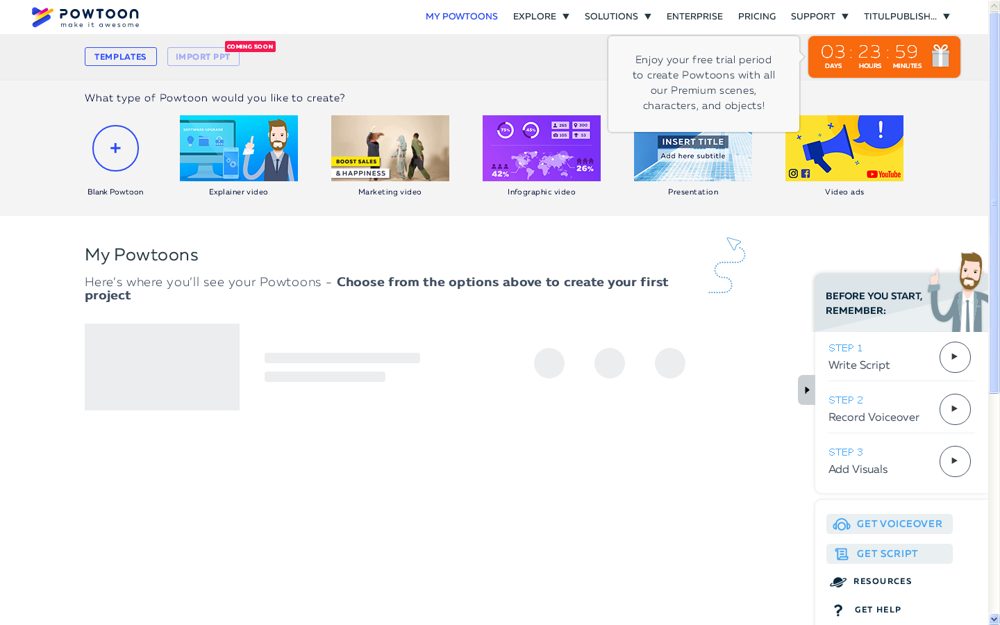 POWTOON
make it awesome
MY POWTOONS
EXPLORE
SOLUTIONS
ENTERPRISE
PRICING
SUPPORT
TITULPUBLISH...
TEMPLATES
IMPORT PPT
COMING SOON
Enjoy your free trial period
to create Powtoons with all
our Premium scenes,
characters, and objects!
03 : 23 : 59
DAYS HOURS MINUTES
What type of Powtoon would you like to create?
+
Blank Powtoon
SOFTWARE UPGRADE
Explainer video
BOOST SALES
& HAPPINESS
Marketing video
75%
45%
265
300
105
53
42%
26%
Infographic video
INSERT TITLE
Add here subtitle
Presentation
!
YouTube
Video ads
My Powtoons
Here's where you'll see your Powtoons - Choose from the options above to create your first
project
BEFORE YOU START,
REMEMBER:
STEP 1
Write Script
STEP 2
Record Voiceover
STEP 3
Add Visuals
GET VOICEOVER
GET SCRIPT
RESOURCES
? GET HELP